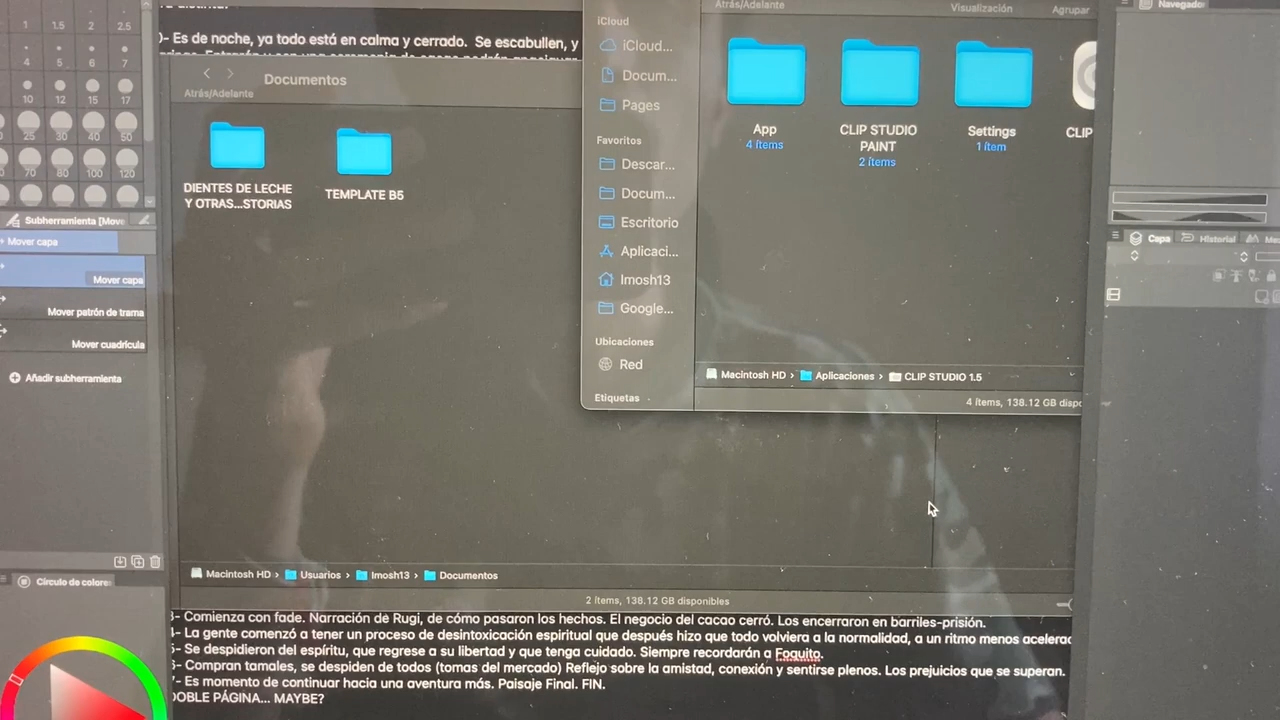 1 1.5 2 2.5
4 5 6 7
10 12 15 17
25 30 40 50
70 80 100 120
Subherramienta [Move
Mover capa
Mover capa
Mover patrón de trama
Mover cuadrícula
Añadir subherramienta
Círculo de colores
)- Es de noche, ya todo está en calma y cerrado. Se escabullen, y
Documentos
Atrás/Adelante
DIENTES DE LECHE
Y OTRAS...STORIAS
TEMPLATE B5
Macintosh HD › Usuarios › lmosh13 › Documentos
2 ítems, 138.12 GB disponibles
iCloud
iCloud...
Docum...
Pages
Favoritos
Descar...
Docum...
Escritorio
Aplicaci...
lmosh13
Google...
Ubicaciones
Red
Etiquetas
Atrás/Adelante
Visualización
Agrupar
App
4 ítems
CLIP STUDIO
PAINT
2 ítems
Settings
1 ítem
CLIP
Macintosh HD › Aplicaciones › CLIP STUDIO 1.5
4 ítems, 138.12 GB dispo
Navegador
Capa
Historial
3- Comienza con fade. Narración de Rugi, de cómo pasaron los hechos. El negocio del cacao cerró. Los encerraron en barriles-prisión.
4- La gente comenzó a tener un proceso de desintoxicación espiritual que después hizo que todo volviera a la normalidad, a un ritmo menos acelerad
5- Se despidieron del espíritu, que regrese a su libertad y que tenga cuidado. Siempre recordarán a Foquito.
6- Compran tamales, se despiden de todos (tomas del mercado) Reflejo sobre la amistad, conexión y sentirse plenos. Los prejuicios que se superan.
7- Es momento de continuar hacia una aventura más. Paisaje Final. FIN.
DOBLE PÁGINA... MAYBE?